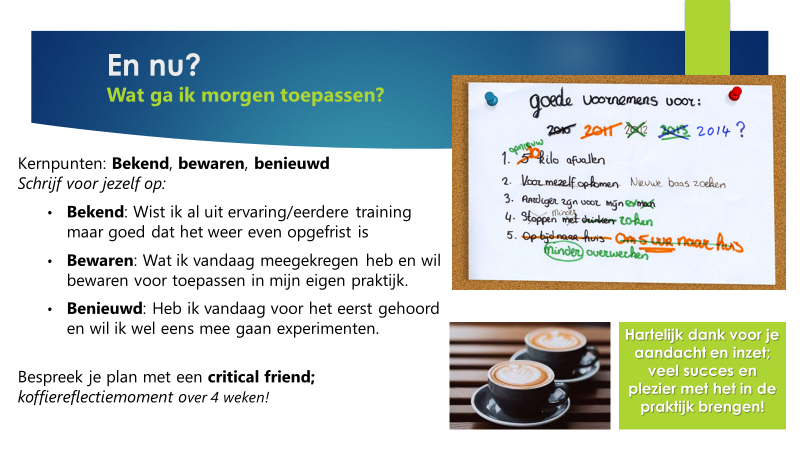 En nu?
Wat ga ik morgen toepassen?
Kernpunten: Bekend, bewaren, benieuwd
Schrijf voor jezelf op:
• Bekend: Wist ik al uit ervaring/eerdere training
maar goed dat het weer even opgefrist is
• Bewaren: Wat ik vandaag meegekregen heb en wil
bewaren voor toepassen in mijn eigen praktijk.
• Benieuwd: Heb ik vandaag voor het eerst gehoord
en wil ik wel eens mee gaan experimenten.
Bespreek je plan met een critical friend;
koffiereflectiemoment over 4 weken!
goede voornemens voor:
2010 2011 2012 2013 2014 ?
opnieuw
1. 5 kilo afvallen
2. Voor mezelf opkomen Nieuwe baas zoeken
3. Aardiger zijn voor mijn exman
minder
4. Stoppen met drinken roken
5. Op tijd naar huis Om 5 uur naar huis
minder overwerken
Hartelijk dank voor je
aandacht en inzet;
veel succes en
plezier met het in de
praktijk brengen!